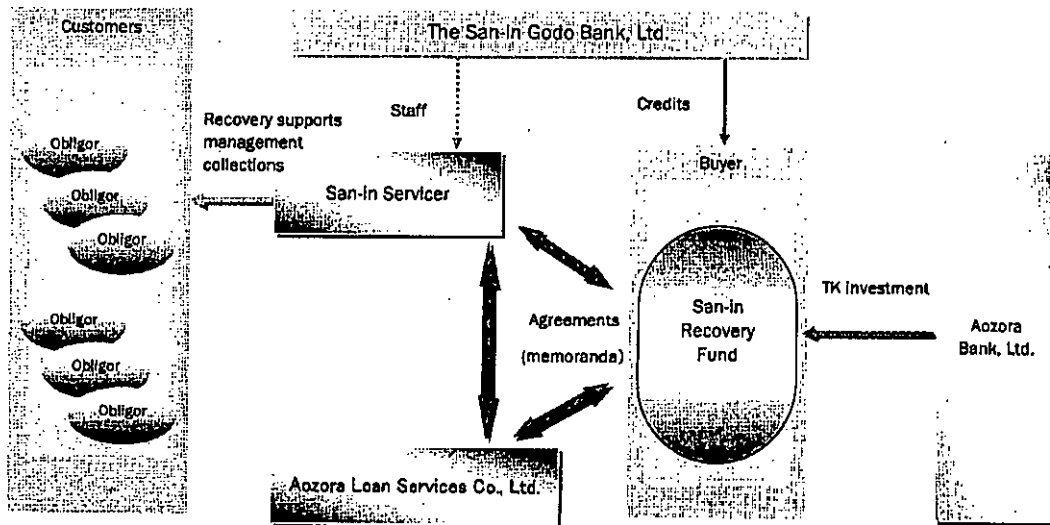 Customers
The San-In Godo Bank, Ltd.
Staff
Credits
Recovery supports
management
collections
Obligor
Obligor
Obligor
San-in Servicer
Buyer
Obligor
Obligor
Obligor
Agreements
(memoranda)
San-in
Recovery
Fund
TK investment
Aozora
Bank, Ltd.
Aozora Loan Services Co., Ltd.